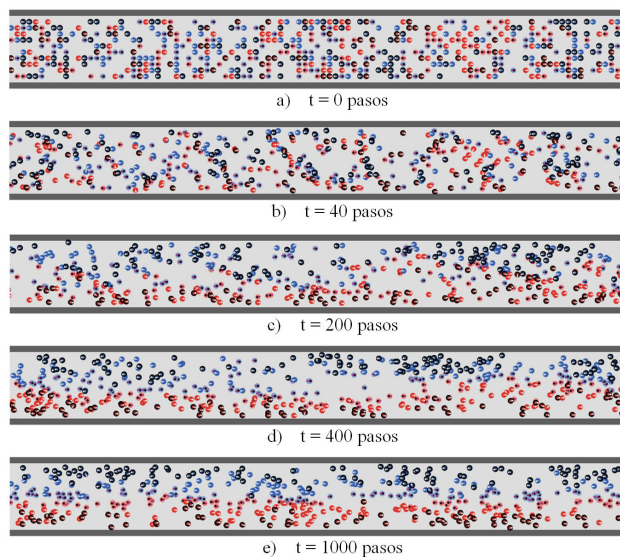 a) t = 0 pasos
b) t = 40 pasos
c) t = 200 pasos
d) t = 400 pasos
e) t = 1000 pasos